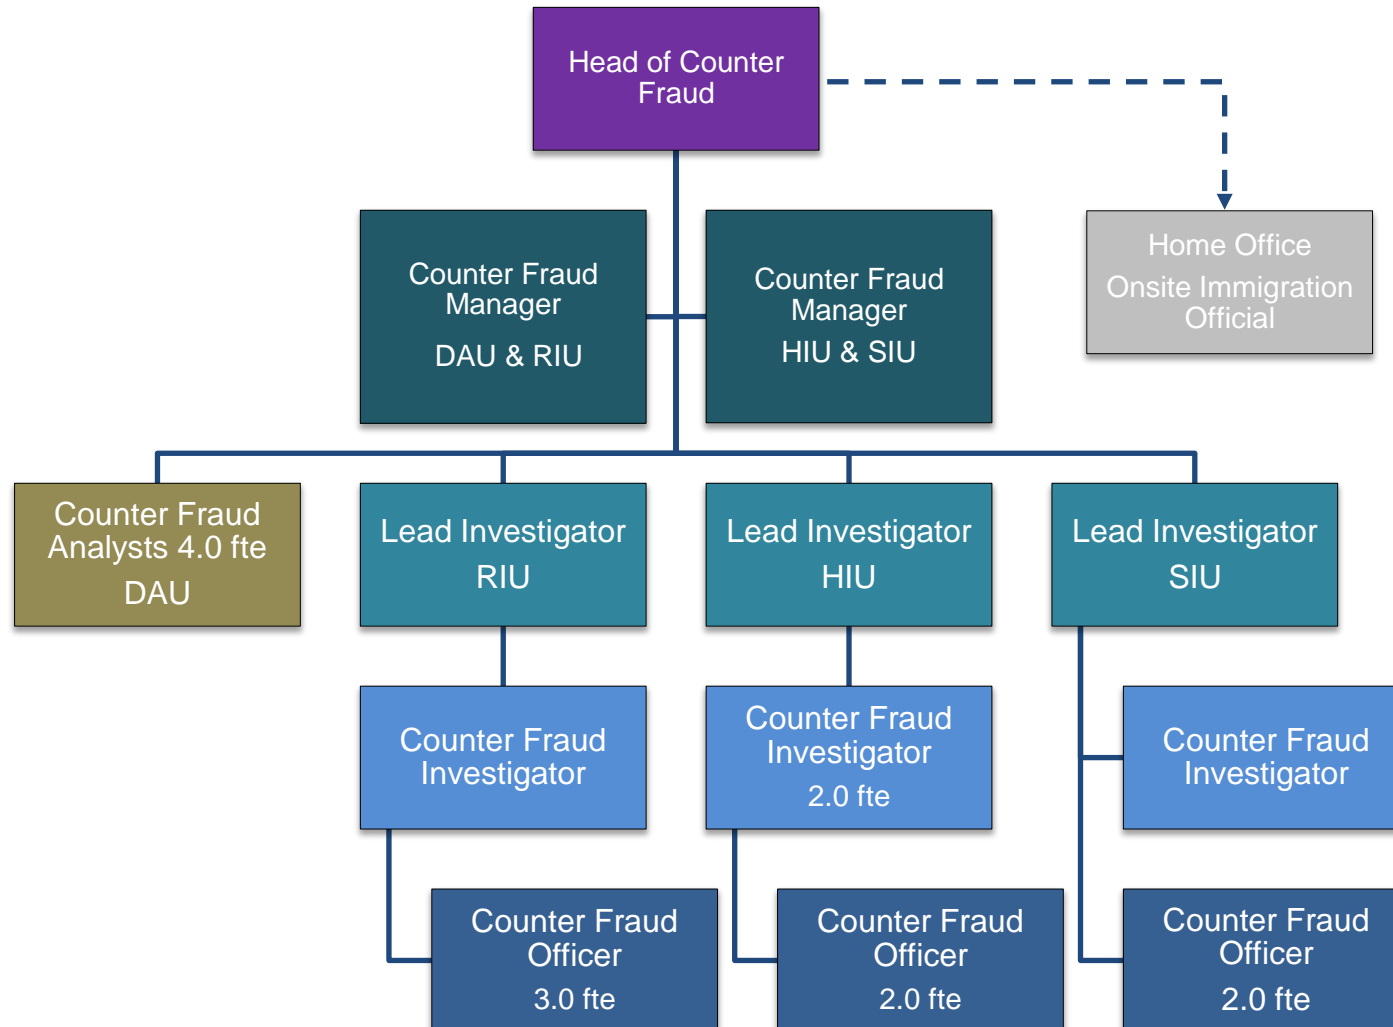 Head of Counter
Fraud
Counter Fraud
Manager
DAU & RIU
Counter Fraud
Manager
HIU & SIU
Home Office
Onsite Immigration
Official
Counter Fraud
Analysts 4.0 fte
DAU
Lead Investigator
RIU
Lead Investigator
HIU
Lead Investigator
SIU
Counter Fraud
Investigator
Counter Fraud
Investigator
2.0 fte
Counter Fraud
Investigator
Counter Fraud
Officer
3.0 fte
Counter Fraud
Officer
2.0 fte
Counter Fraud
Officer
2.0 fte